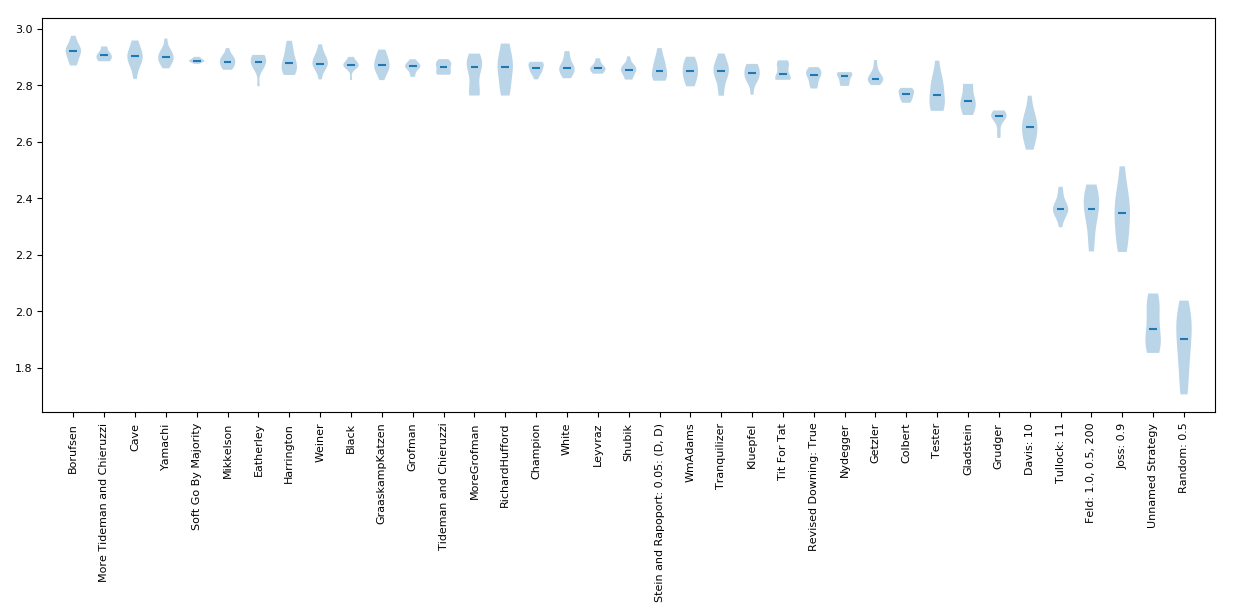 3.0
2.8
2.6
2.4
2.2
2.0
1.8
Borufsen
More Tideman and Chieruzzi
Cave
Yamachi
Soft Go By Majority
Mikkelson
Eatherley
Harrington
Weiner
Black
GraaskampKatzen
Grofman
Tideman and Chieruzzi
MoreGrofman
RichardHufford
Champion
White
Leyvraz
Shubik
Stein and Rapoport: 0.05: (D, D)
WmAdams
Tranquilizer
Kluepfel
Tit For Tat
Revised Downing: True
Nydegger
Getzler
Colbert
Tester
Gladstein
Grudger
Davis: 10
Tullock: 11
Feld: 1.0, 0.5, 200
Joss: 0.9
Unnamed Strategy
Random: 0.5